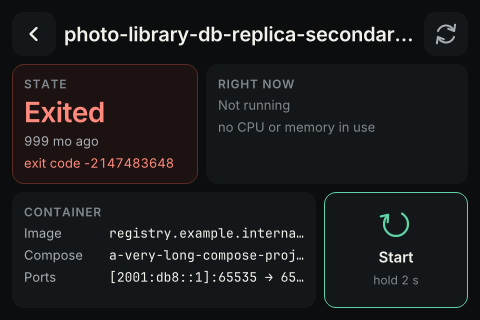 photo-library-db-replica-secondar…
STATE
Exited
999 mo ago
exit code -2147483648
RIGHT NOW
Not running
no CPU or memory in use
CONTAINER
Image registry.example.interna…
Compose a-very-long-compose-proj…
Ports [2001:db8::1]:65535 → 65…
Start
hold 2 s